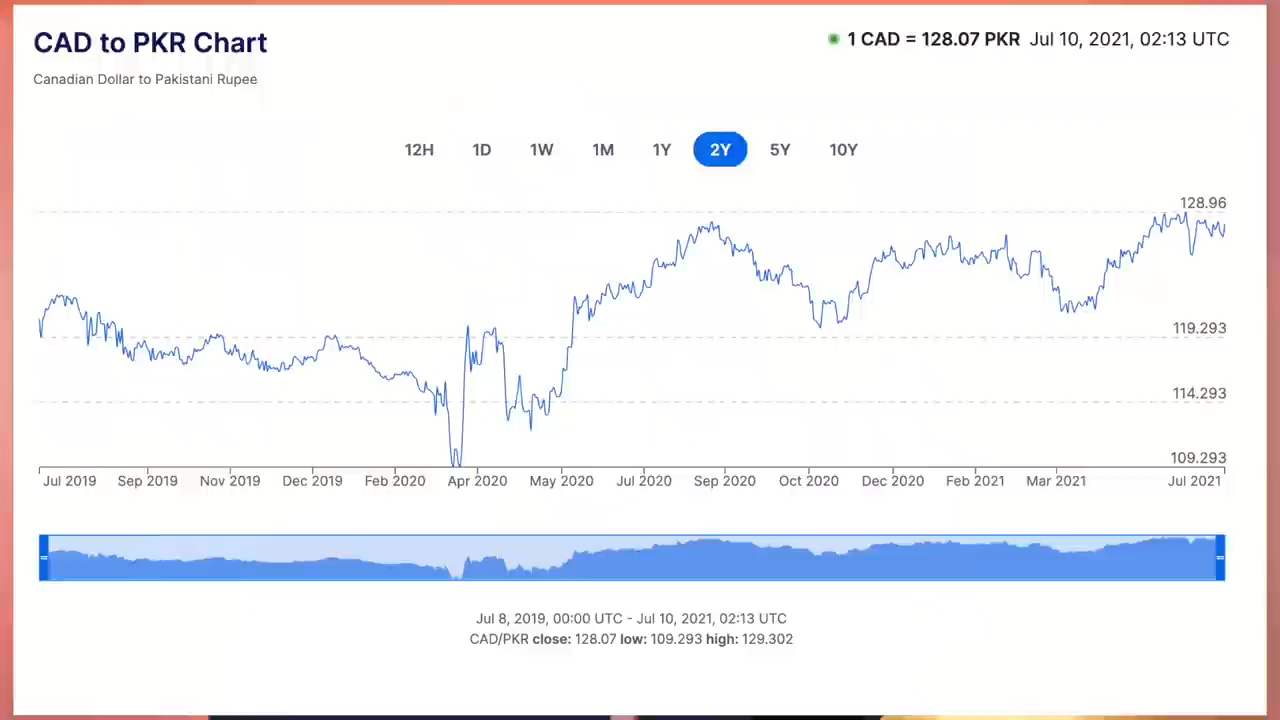 CAD to PKR Chart
1 CAD = 128.07 PKR Jul 10, 2021, 02:13 UTC
Canadian Dollar to Pakistani Rupee
12H 1D 1W 1M 1Y 2Y 5Y 10Y
128.96
119.293
114.293
109.293
Jul 2019 Sep 2019 Nov 2019 Dec 2019 Feb 2020 Apr 2020 May 2020 Jul 2020 Sep 2020 Oct 2020 Dec 2020 Feb 2021 Mar 2021 Jul 2021
Jul 8, 2019, 00:00 UTC - Jul 10, 2021, 02:13 UTC
CAD/PKR close: 128.07 low: 109.293 high: 129.302